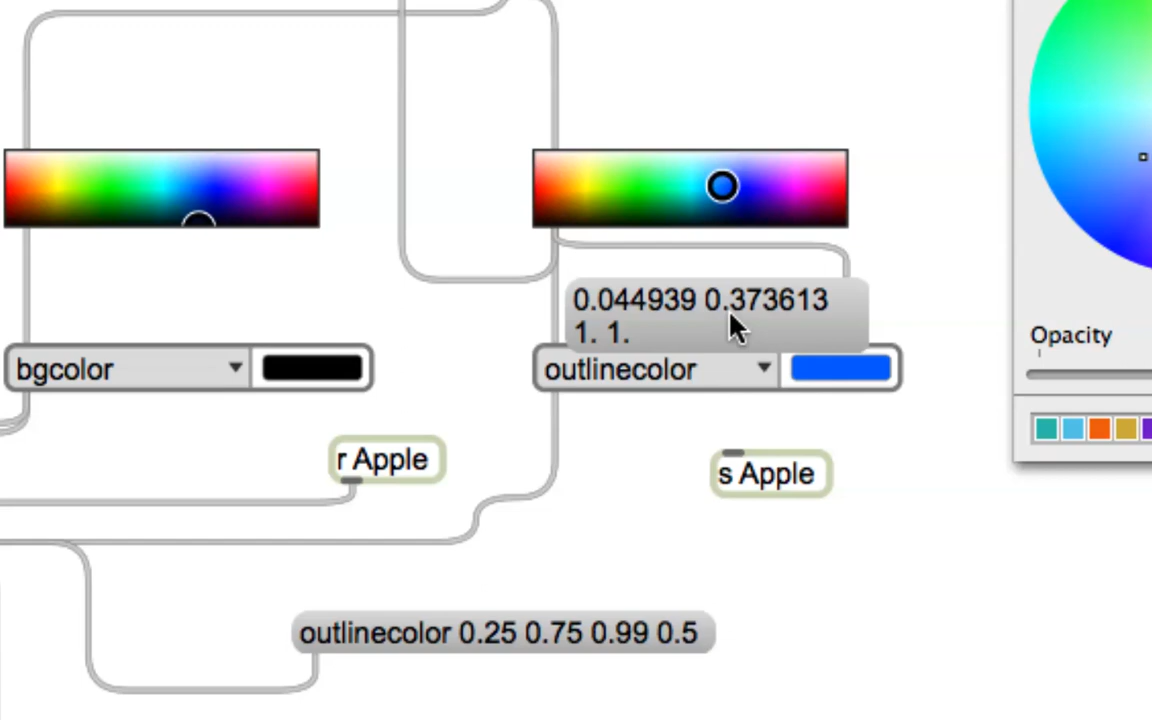 0.044939 0.373613
1. 1.
Opacity
bgcolor
outlinecolor
r Apple
s Apple
outlinecolor 0.25 0.75 0.99 0.5